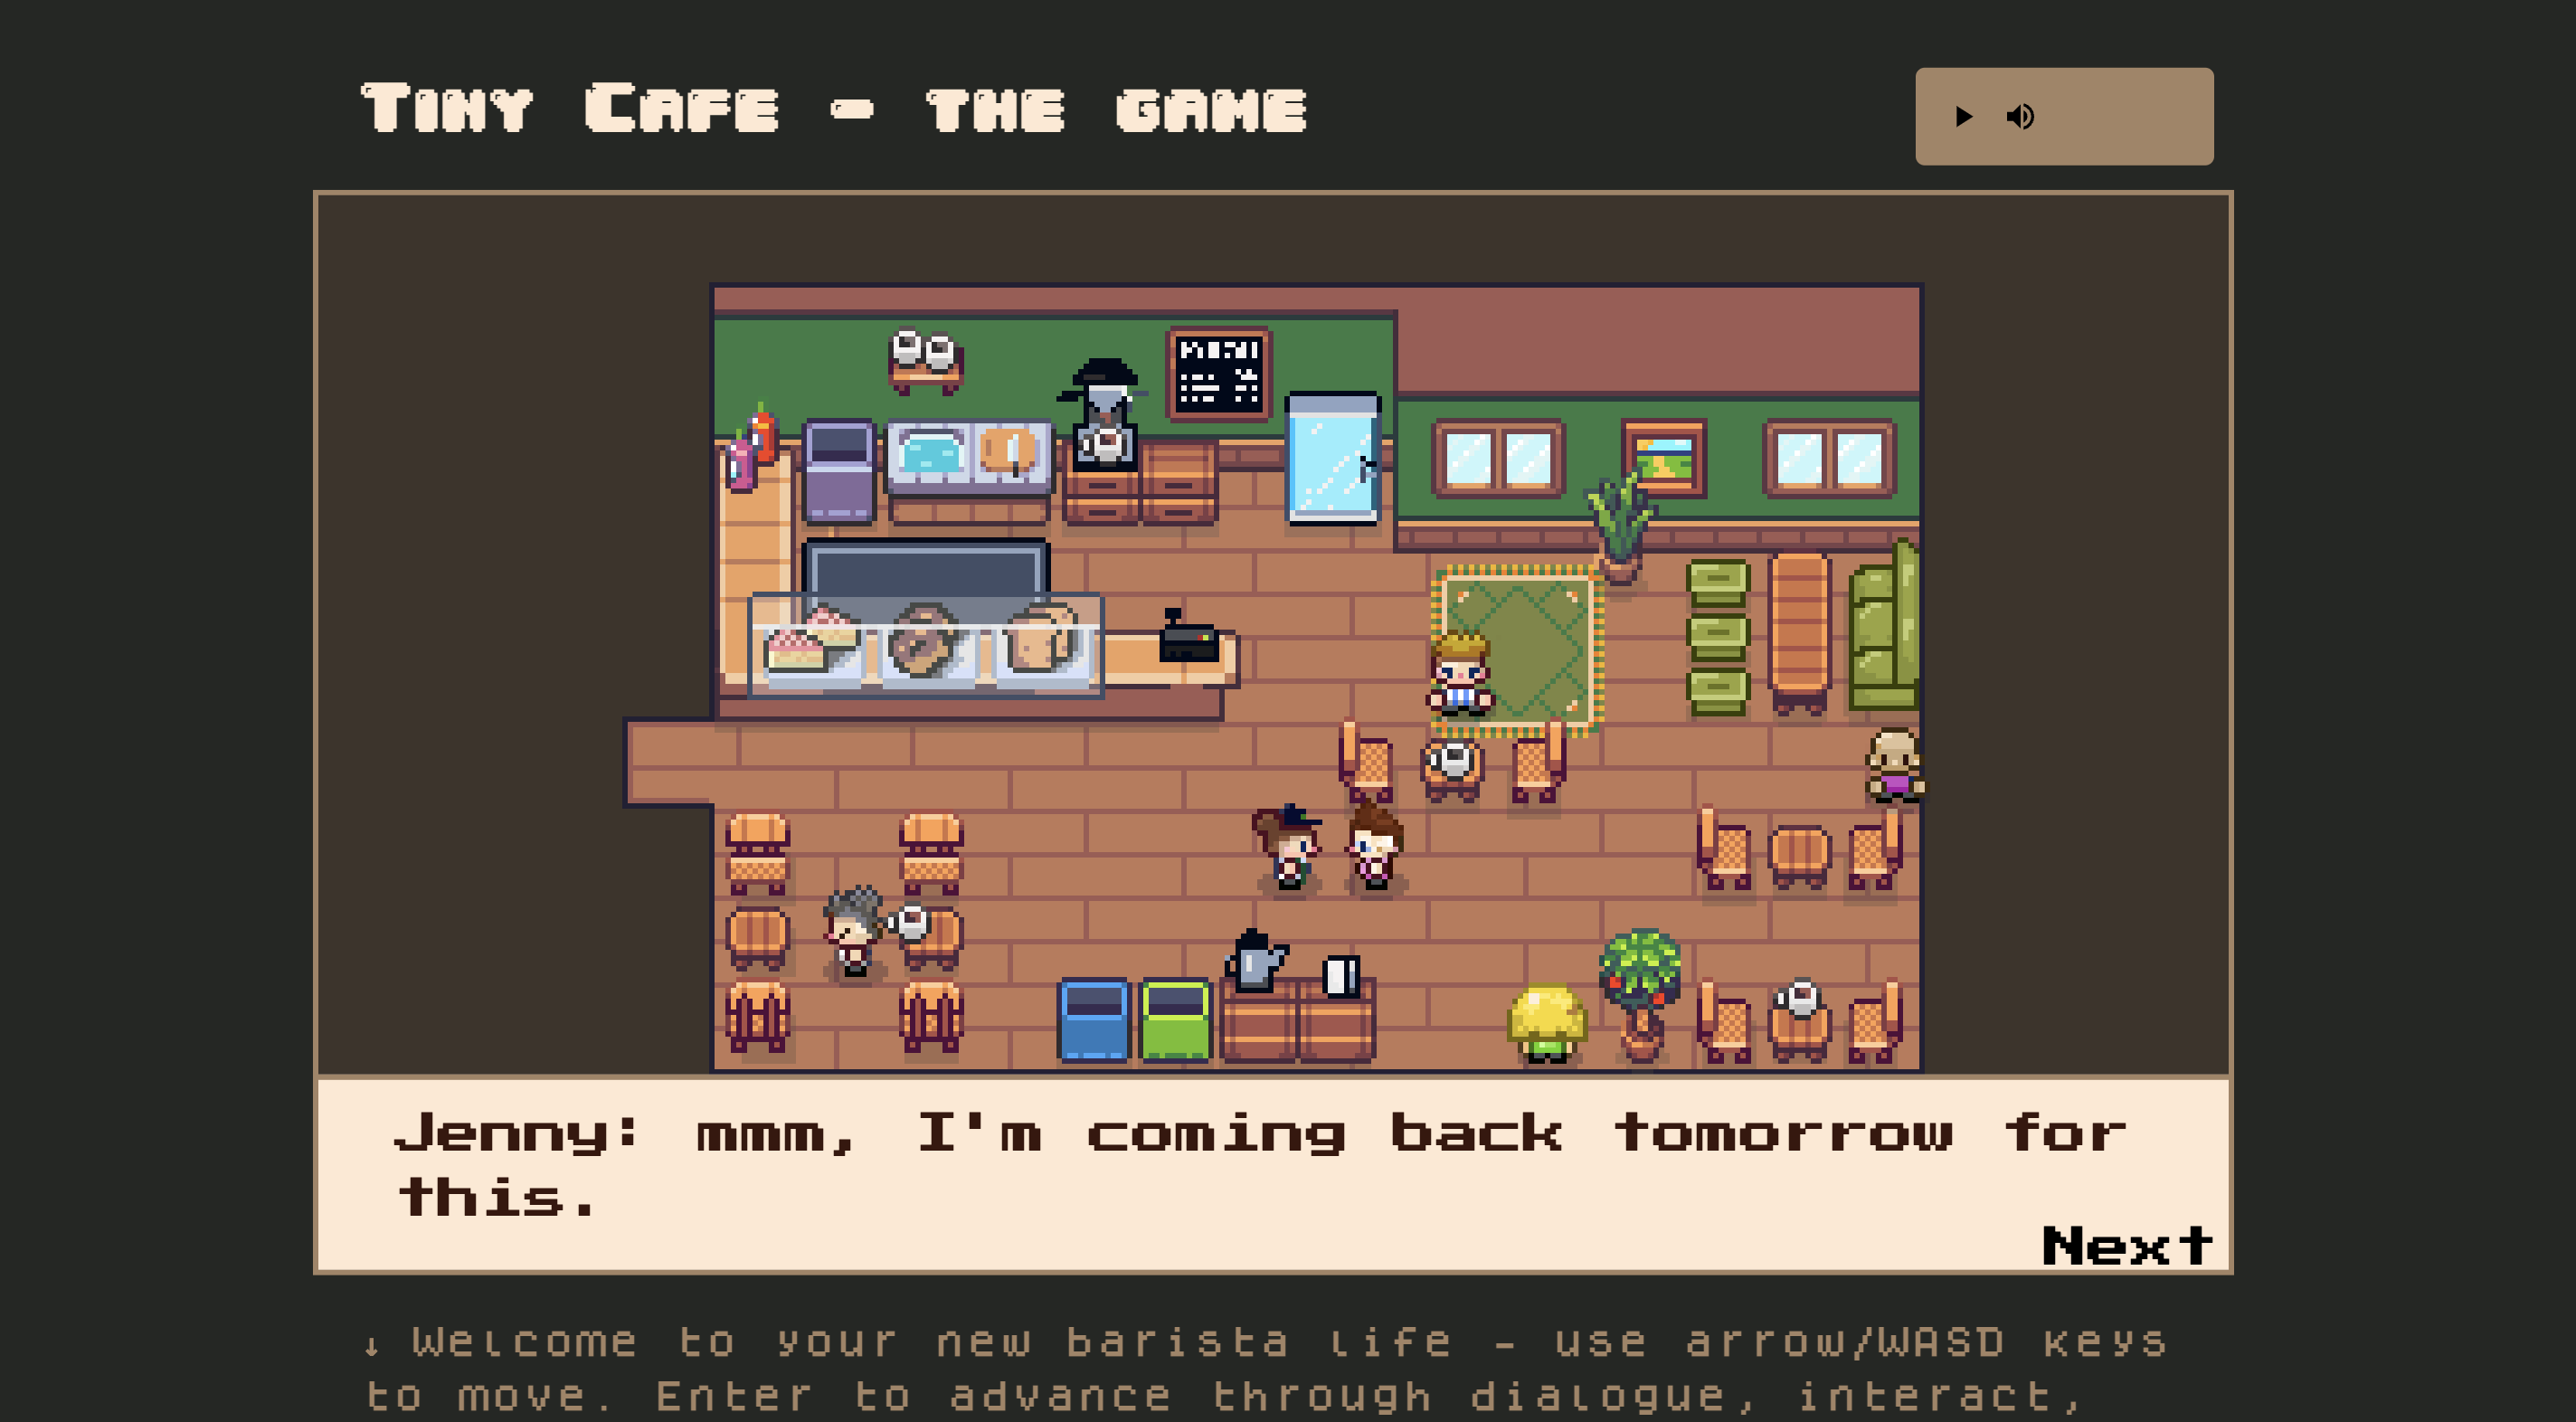 Tiny Cafe - the game
MENU
Jenny: mmm, I'm coming back tomorrow for
this.
Next
↓ Welcome to your new barista life - use arrow/WASD keys
to move. Enter to advance through dialogue, interact,